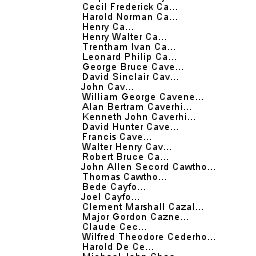 Cecil Frederick Ca...
Harold Norman Ca...
Henry Ca...
Henry Walter Ca...
Trentham Ivan Ca...
Leonard Philip Ca...
George Bruce Cave...
David Sinclair Cav...
John Cav...
William George Cavene...
Alan Bertram Caverhi...
Kenneth John Caverhi...
David Hunter Cave...
Francis Cave...
Walter Henry Cav...
Robert Bruce Ca...
John Allen Secord Cawtho...
Thomas Cawtho...
Bede Cayfo...
Joel Cayfo...
Clement Marshall Cazal...
Major Gordon Cazne...
Claude Cec...
Wilfred Theodore Cederho...
Harold De Ce...